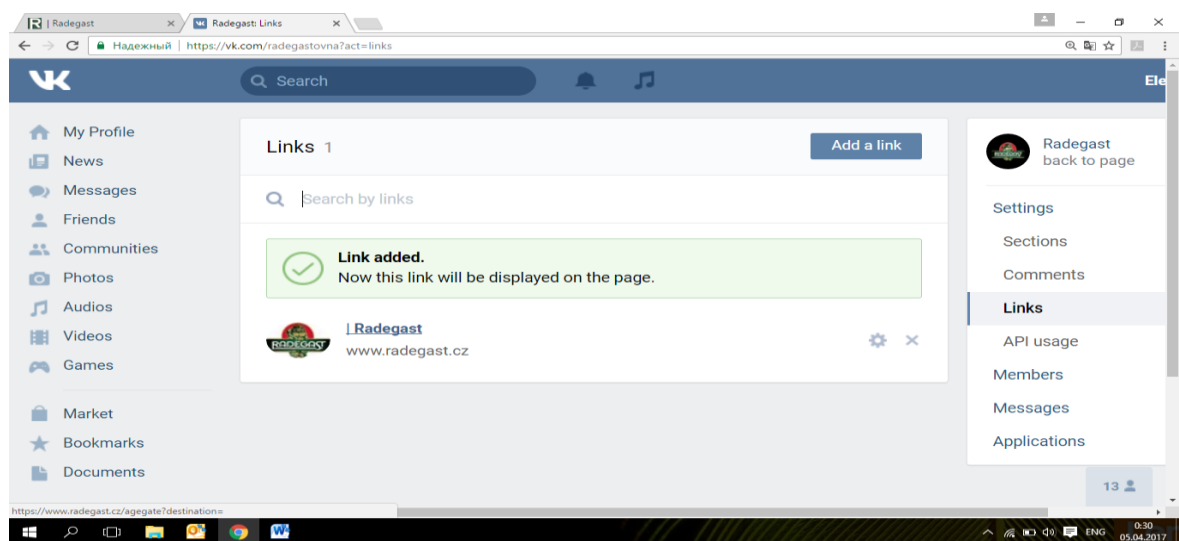 | Radegast
Radegast: Links
Надежный | https://vk.com/radegastovna?act=links
Search
Ele
My Profile
News
Messages
Friends
Communities
Photos
Audios
Videos
Games
Market
Bookmarks
Documents
Links 1
Add a link
Search by links
Link added.
Now this link will be displayed on the page.
RADEGAST
| Radegast
www.radegast.cz
Radegast
back to page
Settings
Sections
Comments
Links
API usage
Members
Messages
Applications
13
https://www.radegast.cz/agegate?destination=
ENG
0:30
05.04.2017